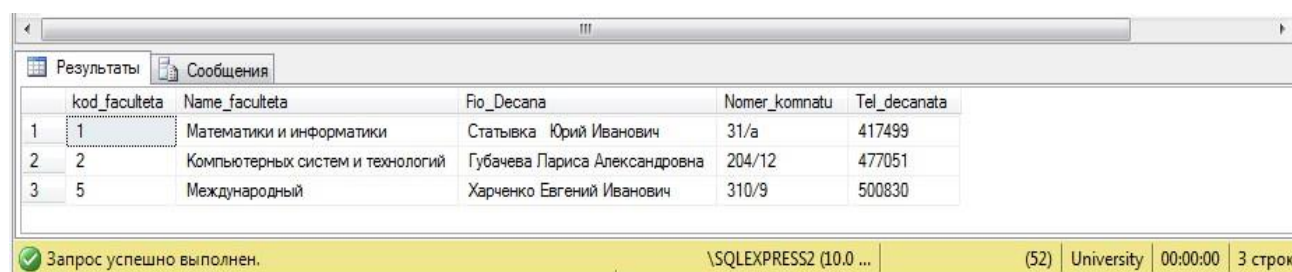 Результаты Сообщения
kod_faculteta Name_faculteta Fio_Decana Nomer_komnatu Tel_decanata
1 1 Математики и информатики Статывка Юрий Иванович 31/а 417499
2 2 Компьютерных систем и технологий Губачева Лариса Александровна 204/12 477051
3 5 Международный Харченко Евгений Иванович 310/9 500830
Запрос успешно выполнен. \SQLEXPRESS2 (10.0 ... (52) University 00:00:00 3 строк